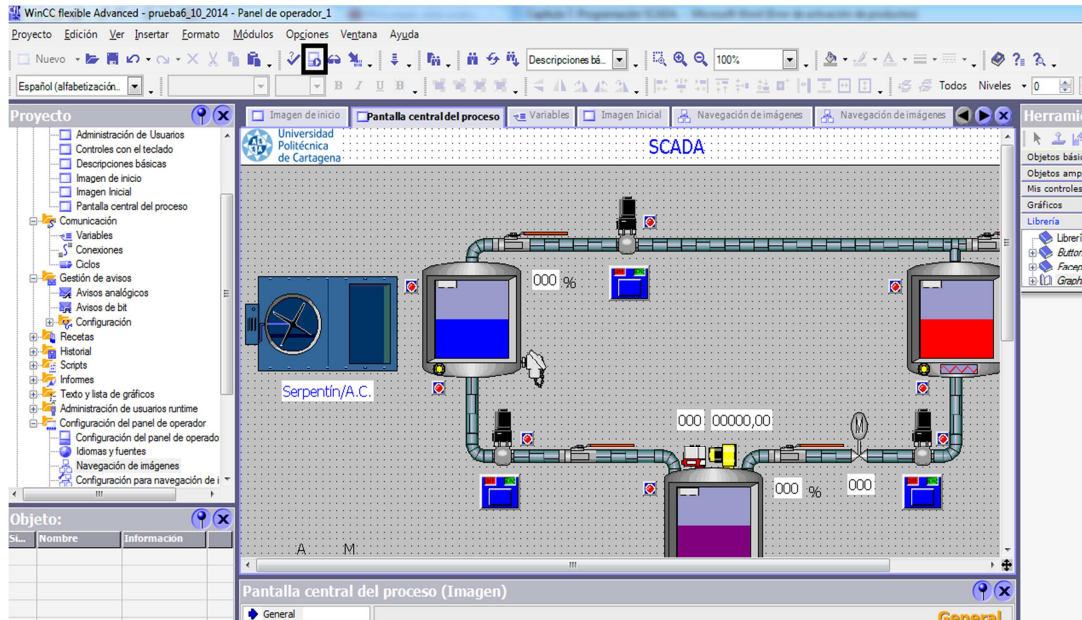 WinCC flexible Advanced - prueba6_10_2014 - Panel de operador_1
Proyecto Edición Ver Insertar Formato Módulos Opciones Ventana Ayuda
Nuevo Descripciones bá.. 100%
Español (alfabetización.. B I U B Todos Niveles 0
Proyecto
Administración de Usuarios
Controles con el teclado
Descripciones básicas
Imagen de inicio
Imagen Inicial
Pantalla central del proceso
Comunicación
Variables
Conexiones
Ciclos
Gestión de avisos
Avisos analógicos
Avisos de bit
Configuración
Recetas
Historial
Scripts
Informes
Texto y lista de gráficos
Administración de usuarios runtime
Configuración del panel de operador
Configuración del panel de operado
Idiomas y fuentes
Navegación de imágenes
Configuración para navegación de i
Objeto:
Si... Nombre Información
Imagen de inicio Pantalla central del proceso Variables Imagen Inicial Navegación de imágenes Navegación de imágenes
Universidad
Politécnica
de Cartagena
SCADA
000 %
Serpentín/A.C.
000 00000,00
M
000 % 000
A M
Pantalla central del proceso (Imagen)
General
General
Herrami
Objetos bási
Objetos amp
Mis controles
Gráficos
Librería
Librerí
Button
Facep
Graph